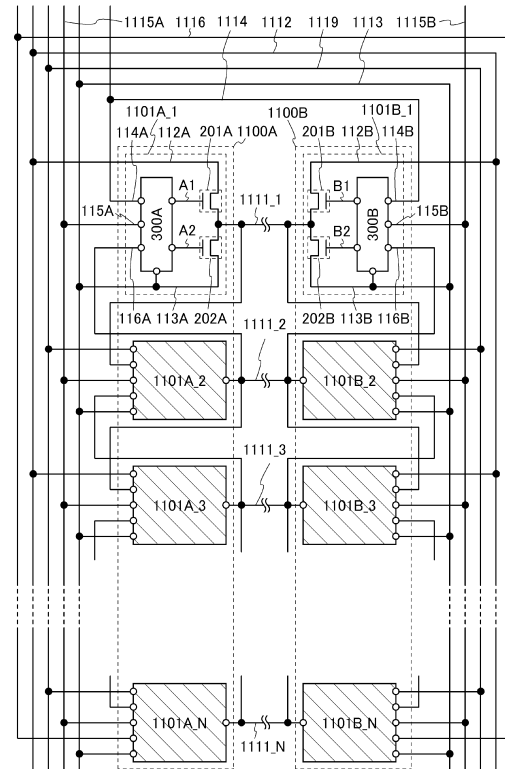 1115A 1114 1112 1113 1115B
1116 1119
1101A_1 1100B 1101B_1
201A 1100A 201B
114A 112A 112B 114B
A1 1111_1 B1
115A 300A 300B 115B
A2 B2
116A 113A 202A 202B 113B 116B
1111_2
1101A_2 1101B_2
1111_3
1101A_3 1101B_3
1101A_N 1101B_N
1111_N